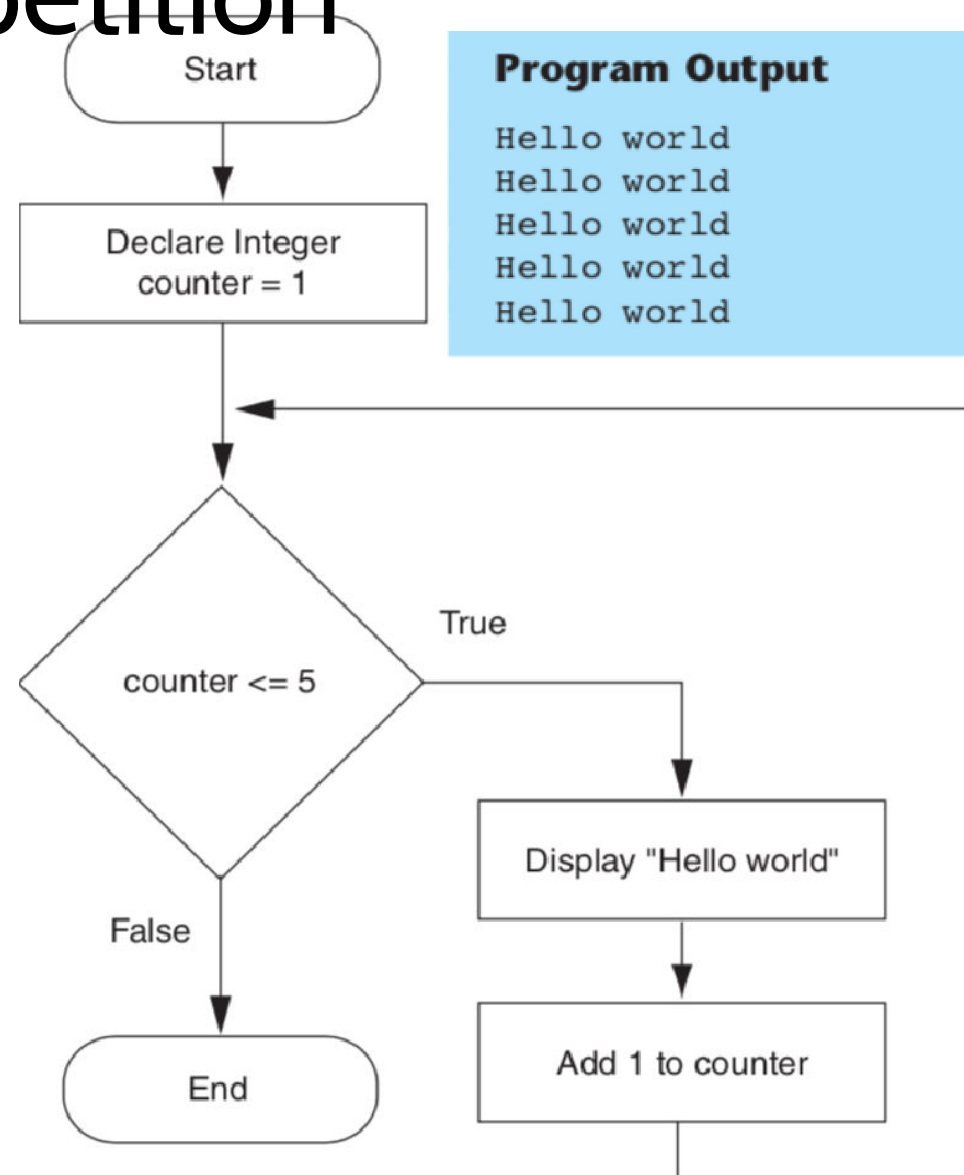 Start
Program Output
Hello world
Hello world
Hello world
Hello world
Hello world
Declare Integer
counter = 1
True
counter <= 5
Display "Hello world"
False
Add 1 to counter
End